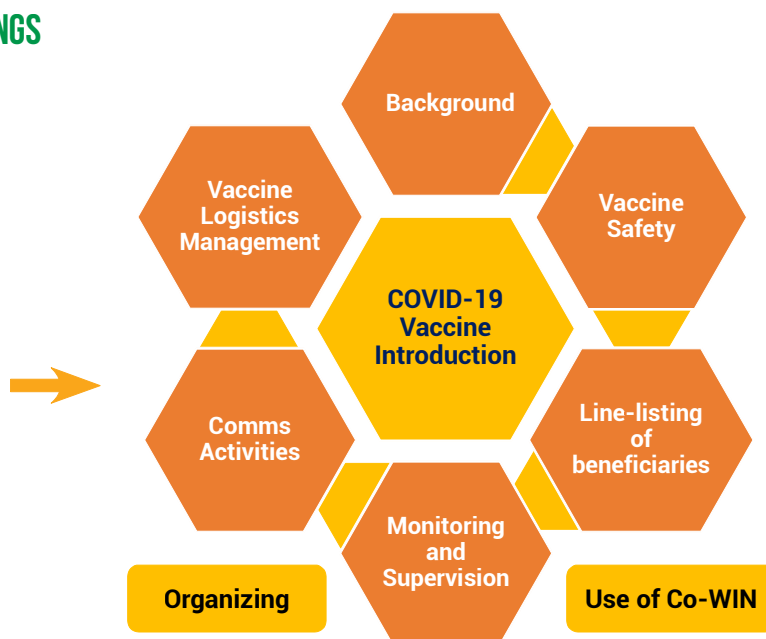 NGS
Background
Vaccine
Logistics
Management
Vaccine
Safety
COVID-19
Vaccine
Introduction
Comms
Activities
Line-listing
of
beneficiaries
Monitoring
and
Supervision
Organizing
Use of Co-WIN